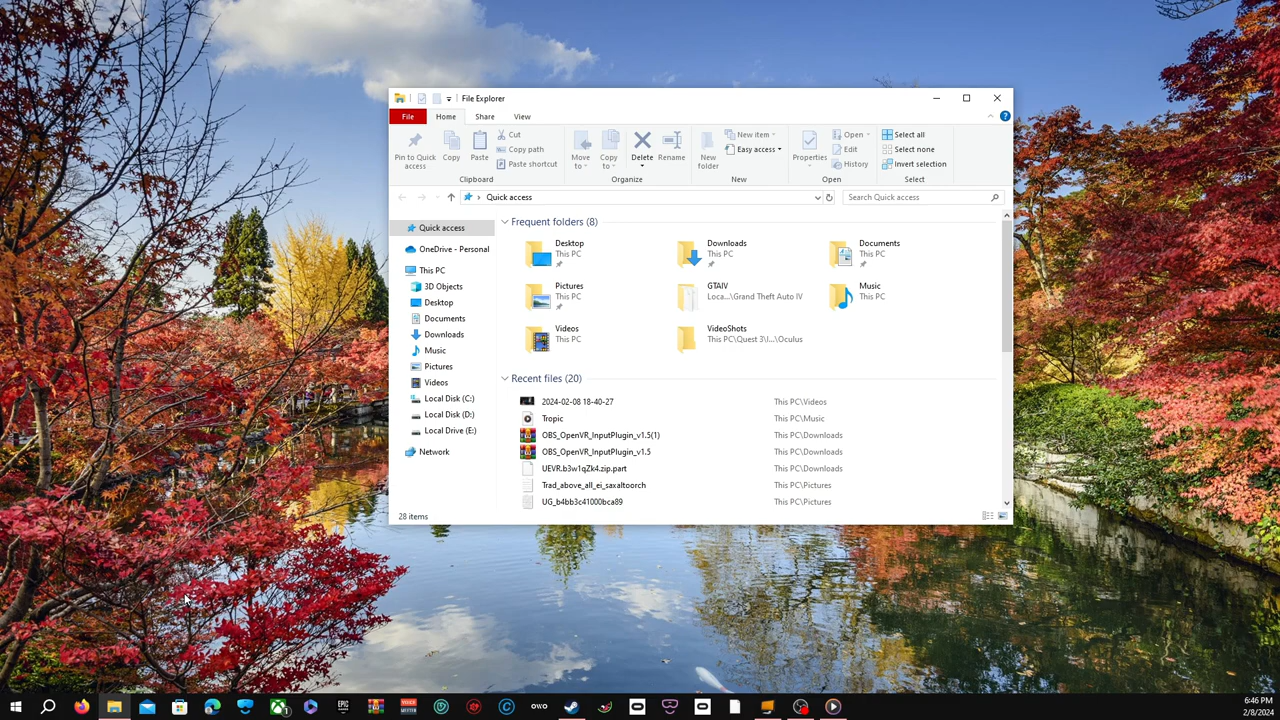 File Explorer
File Home Share View
Pin to Quick access
Copy
Paste
Cut
Copy path
Paste shortcut
Clipboard
Move to
Copy to
Delete
Rename
Organize
New folder
New item
Easy access
New
Properties
Open
Edit
History
Open
Select all
Select none
Invert selection
Select
Quick access
Search Quick access
Quick access
OneDrive - Personal
This PC
3D Objects
Desktop
Documents
Downloads
Music
Pictures
Videos
Local Disk (C:)
Local Disk (D:)
Local Drive (E:)
Network
Frequent folders (8)
Desktop
This PC
Downloads
This PC
Documents
This PC
Pictures
This PC
GTAIV
Loca...\Grand Theft Auto IV
Music
This PC
Videos
This PC
VideoShots
This PC\Quest 3\I...\Oculus
Recent files (20)
2024-02-08 18-40-27 This PC\Videos
Tropic This PC\Music
OBS_OpenVR_InputPlugin_v1.5(1) This PC\Downloads
OBS_OpenVR_InputPlugin_v1.5 This PC\Downloads
UEVR.b3w1qZk4.zip.part This PC\Downloads
Trad_above_all_ei_saxaltoorch This PC\Pictures
UG_b4bb3c41000bca89 This PC\Pictures
28 items
EPIC GAMES
OWO
6:46 PM
2/8/2024